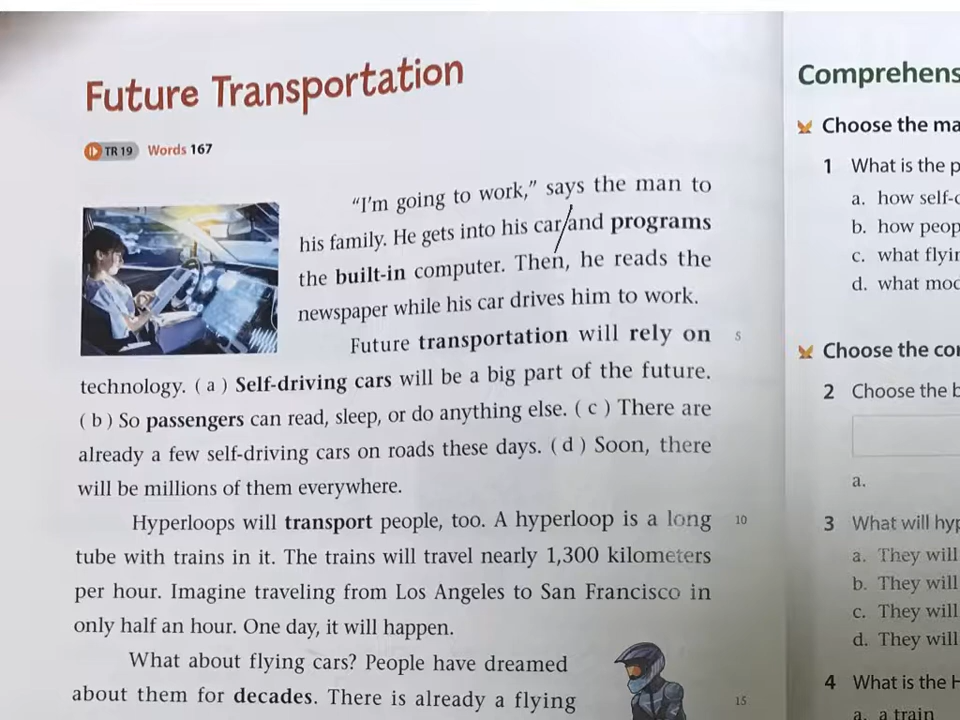 Future Transportation
TR 19 Words 167
“I’m going to work,” says the man to
his family. He gets into his car/and programs
the built-in computer. Then, he reads the
newspaper while his car drives him to work.
Future transportation will rely on
5
technology. ( a ) Self-driving cars will be a big part of the future.
( b ) So passengers can read, sleep, or do anything else. ( c ) There are
already a few self-driving cars on roads these days. ( d ) Soon, there
will be millions of them everywhere.
Hyperloops will transport people, too. A hyperloop is a long
10
tube with trains in it. The trains will travel nearly 1,300 kilometers
per hour. Imagine traveling from Los Angeles to San Francisco in
only half an hour. One day, it will happen.
What about flying cars? People have dreamed
about them for decades. There is already a flying
15
Comprehens
Choose the ma
1 What is the p
a. how self-c
b. how peop
c. what flyin
d. what mod
Choose the cor
2 Choose the b
a.
3 What will hyp
a. They will
b. They will
c. They will
d. They will
4 What is the H
a. a train